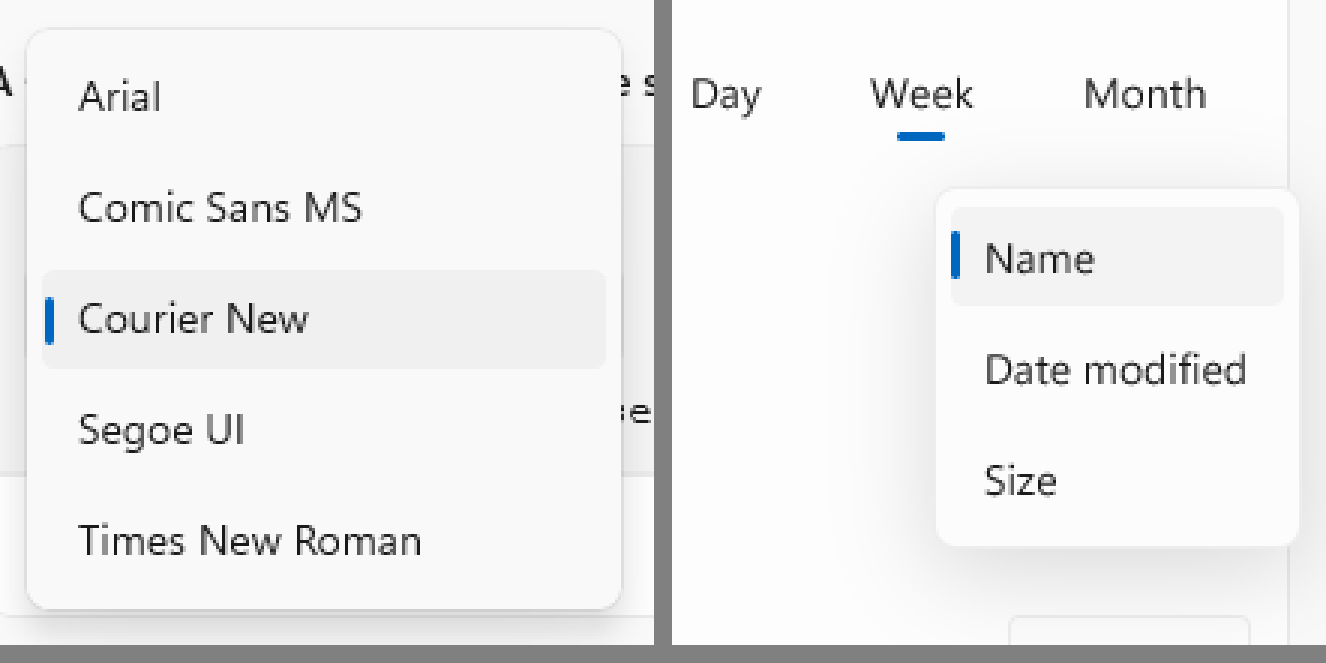 A
Arial
Comic Sans MS
Courier New
Segoe UI
Times New Roman
Day Week Month
Name
Date modified
Size